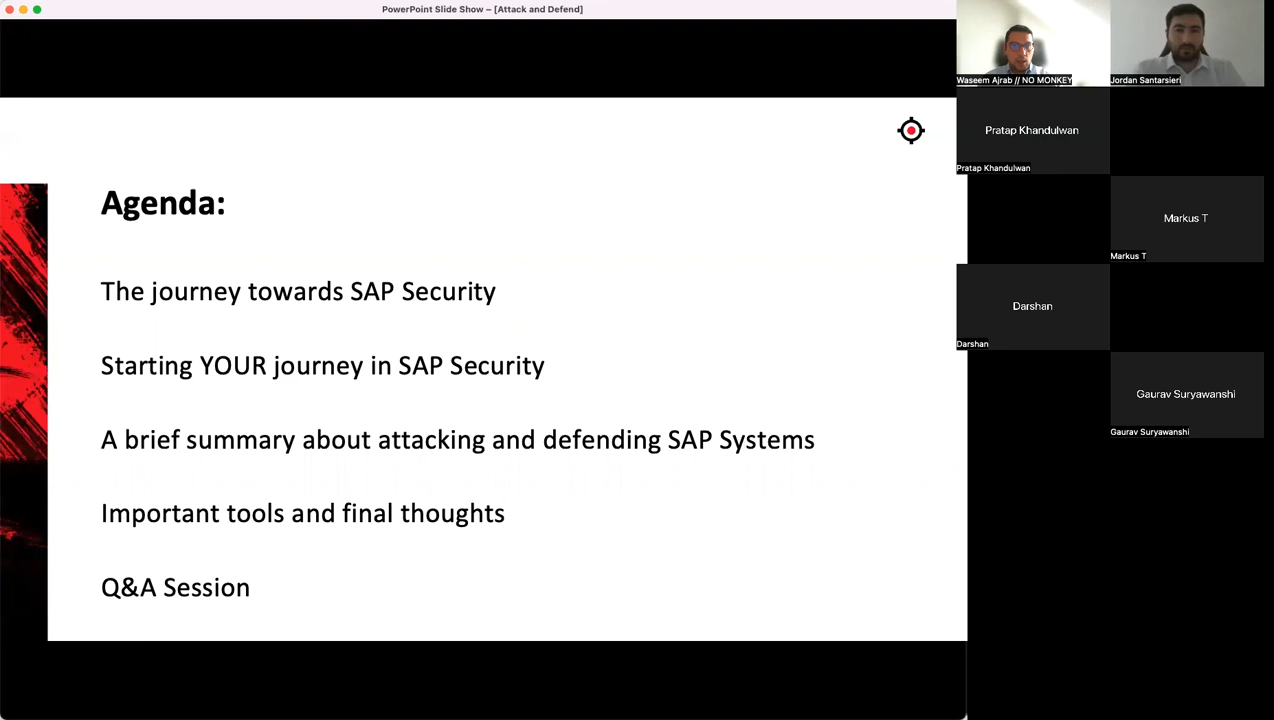 PowerPoint Slide Show – [Attack and Defend]
Agenda:
The journey towards SAP Security
Starting YOUR journey in SAP Security
A brief summary about attacking and defending SAP Systems
Important tools and final thoughts
Q&A Session
Waseem Ajrab // NO MONKEY
Jordan Santarsieri
Pratap Khandulwan
Pratap Khandulwan
Markus T
Markus T
Darshan
Darshan
Gaurav Suryawanshi
Gaurav Suryawanshi